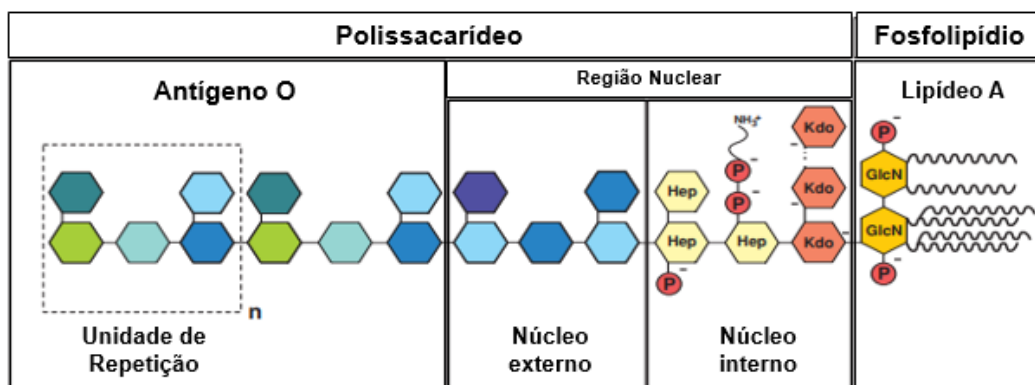 Polissacarídeo
Fosfolipídio
Antígeno O
Região Nuclear
Lipídeo A
NH₃⁺
Kdo
P
-
P
-
GlcN
Hep
P
-
Kdo
-
Hep
Hep
Kdo
-
GlcN
P
-
P
-
n
Unidade de
Repetição
Núcleo
externo
Núcleo
interno